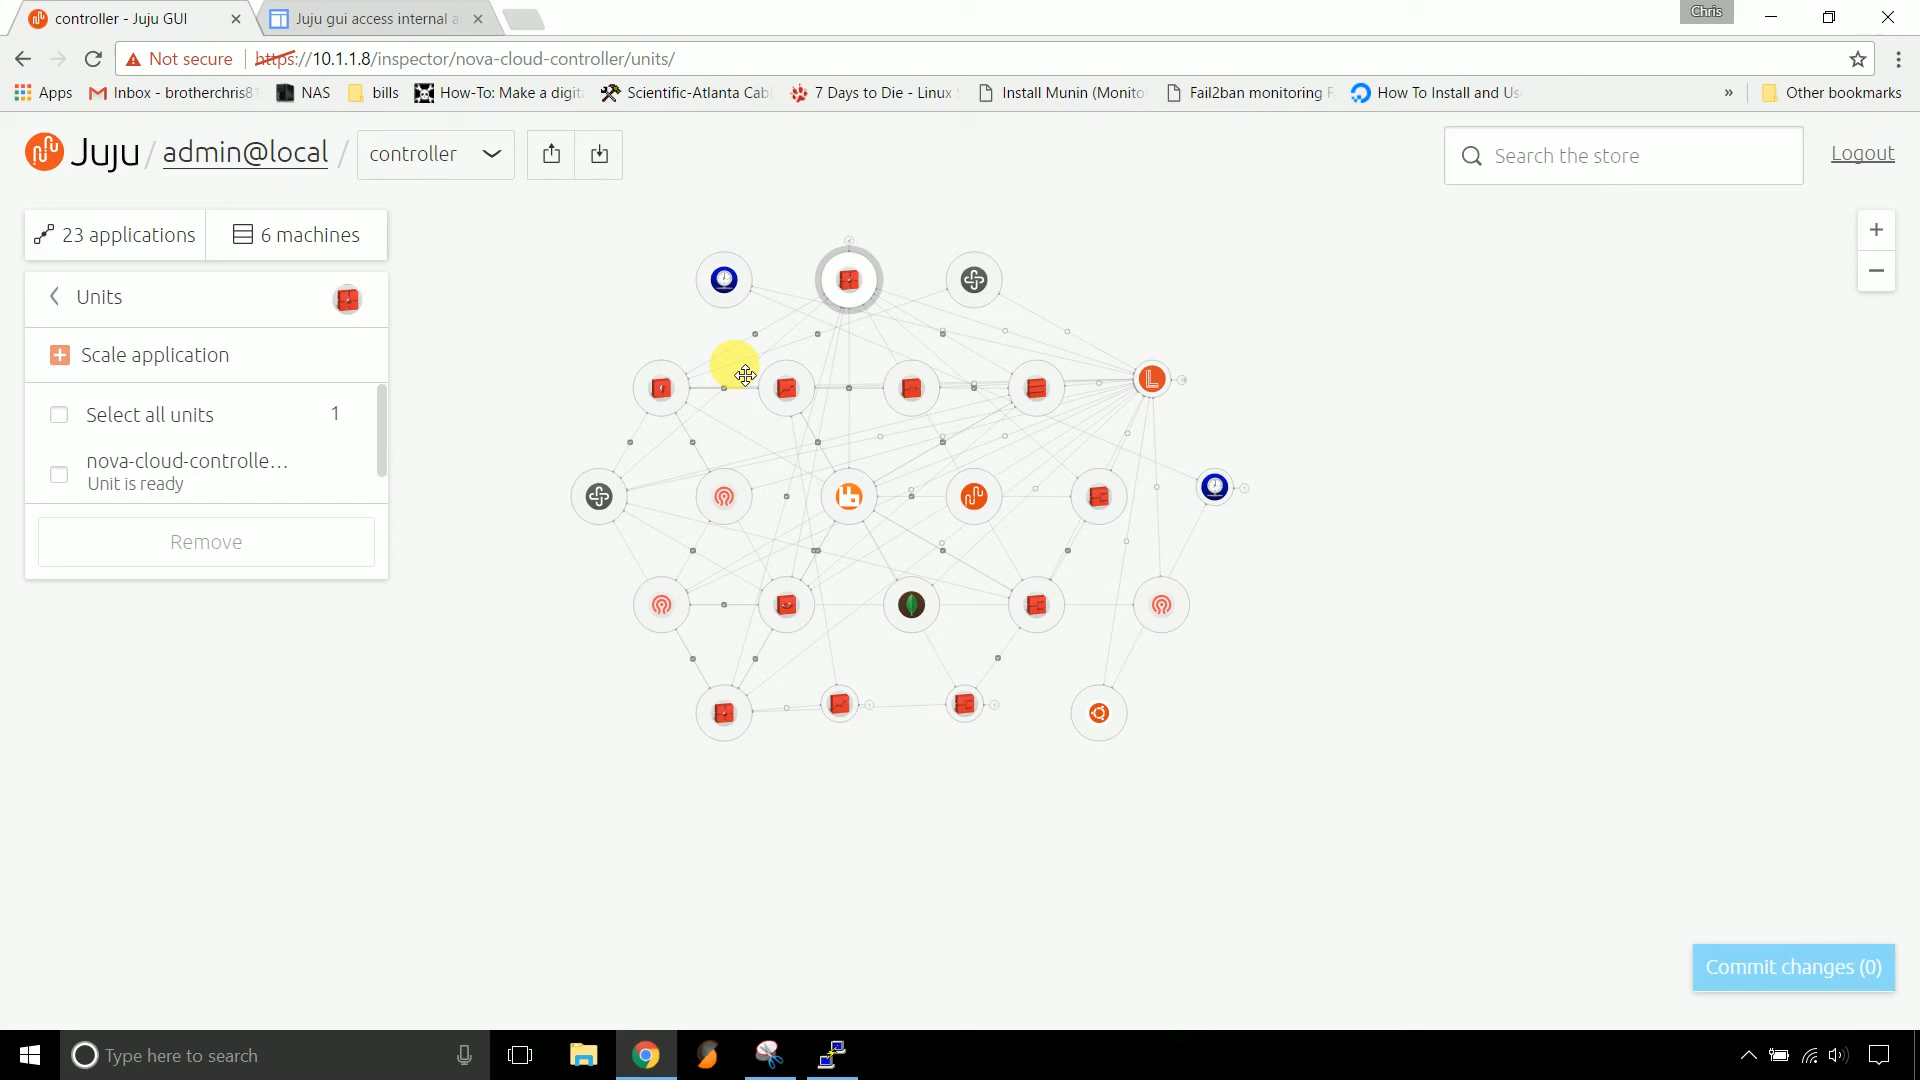 controller - Juju GUI
Juju gui access internal a
Chris
Not secure
https://10.1.1.8/inspector/nova-cloud-controller/units/
Apps
Inbox - brotherchris8
NAS
bills
How-To: Make a digit
Scientific-Atlanta Cab
7 Days to Die - Linux
Install Munin (Monito
Fail2ban monitoring
How To Install and Us
»
Other bookmarks
Juju / admin@local /
controller
Search the store
Logout
23 applications
6 machines
+
−
Units
Scale application
Select all units
1
nova-cloud-controlle...
Unit is ready
Remove
Commit changes (0)
Type here to search